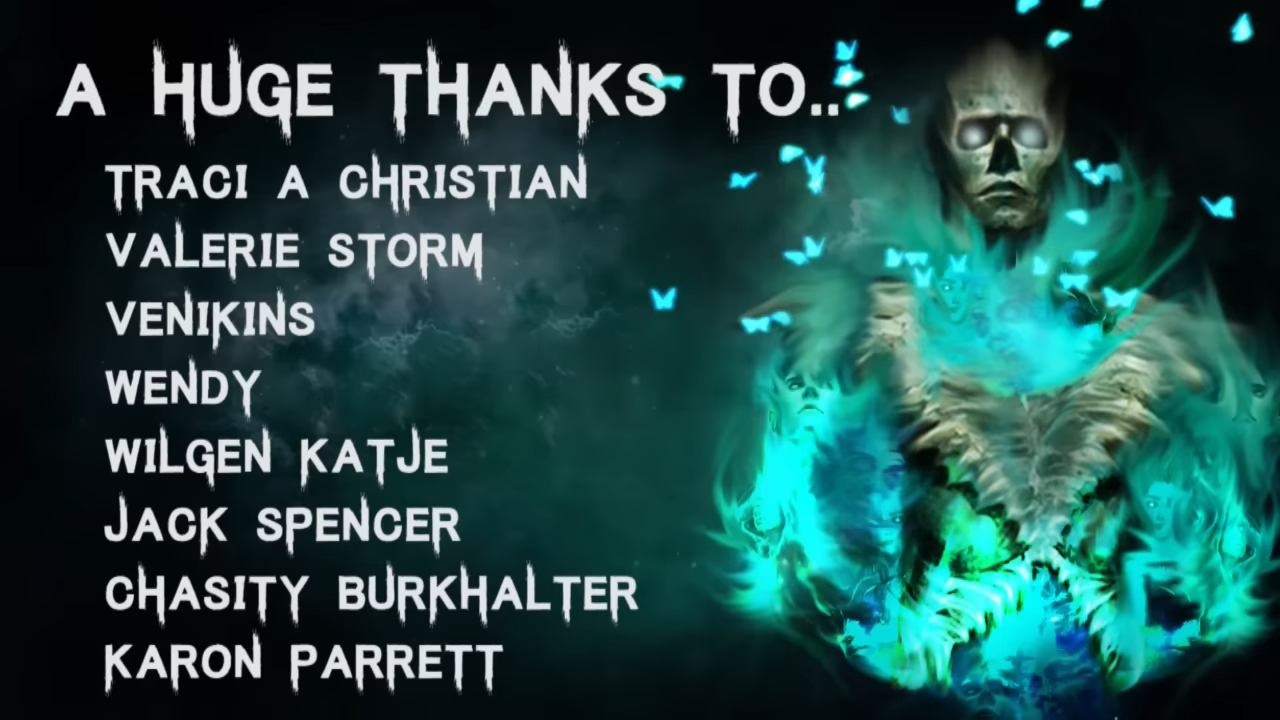 A HUGE THANKS TO..
TRACI A CHRISTIAN
VALERIE STORM
VENIKINS
WENDY
WILGEN KATJE
JACK SPENCER
CHASITY BURKHALTER
KARON PARRETT